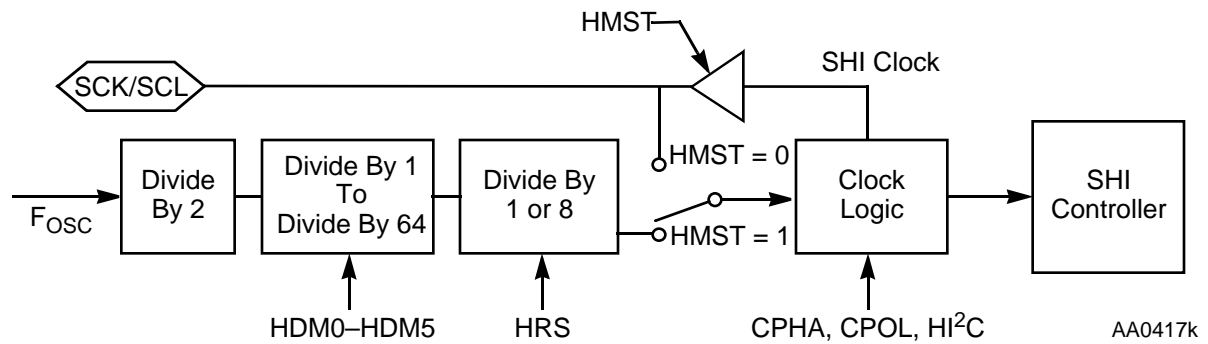 HMST
SHI Clock
SCK/SCL
HMST = 0
Divide
By 2
Divide By 1
To
Divide By 64
Divide By
1 or 8
Clock
Logic
SHI
Controller
F_OSC
HMST = 1
HDM0–HDM5
HRS
CPHA, CPOL, HI²C
AA0417k